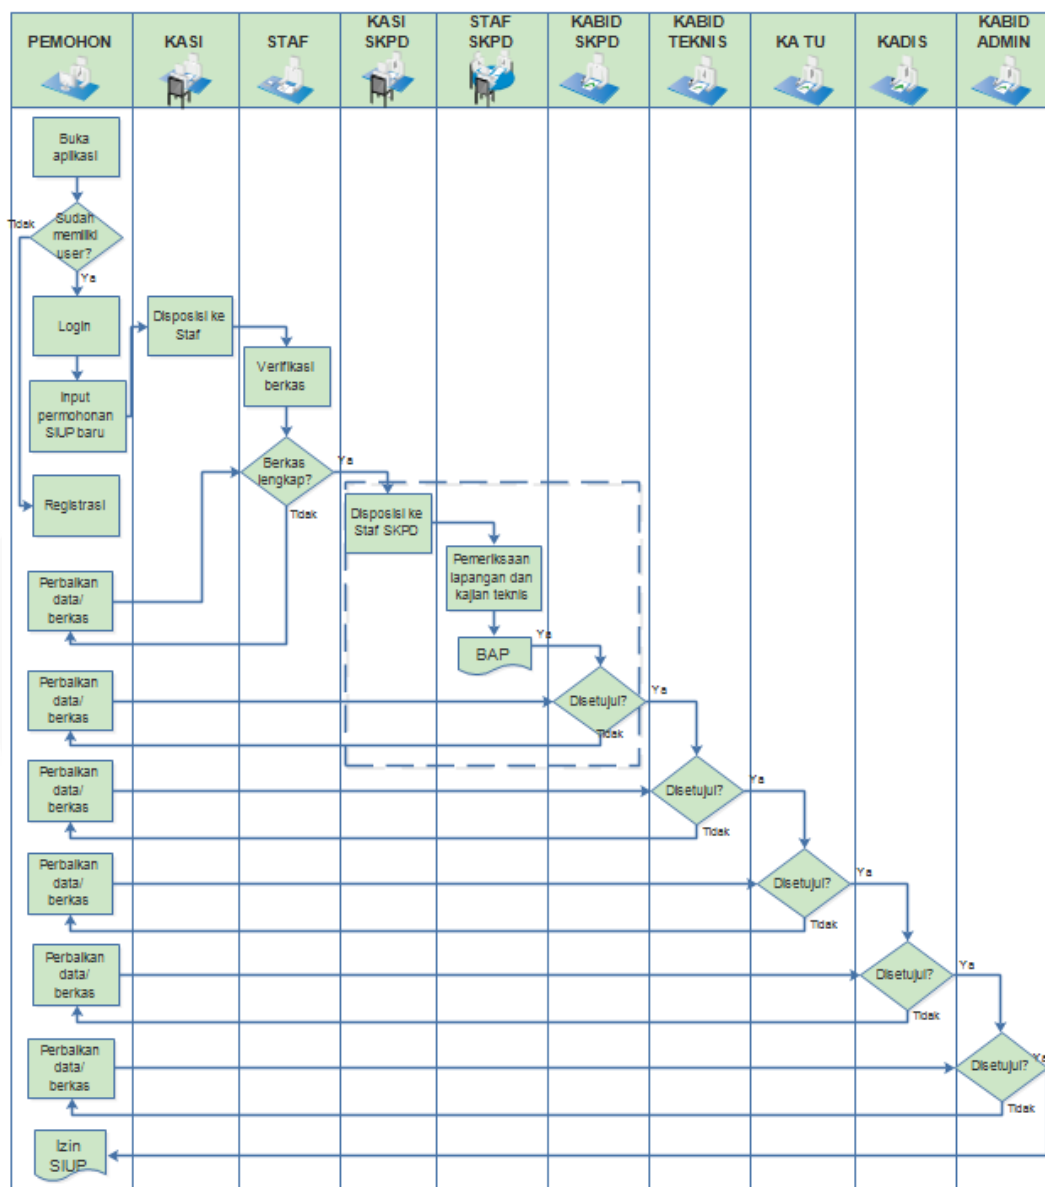 PEMOHON
KASI
STAF
KASI
SKPD
STAF
SKPD
KABID
SKPD
KABID
TEKNIS
KA TU
KADIS
KABID
ADMIN
Buka
aplikasi
Tidak
Sudah
memiliki
user?
Ya
Login
Disposisi ke
Staf
Verifikasi
berkas
Input
permohonan
SIUP baru
Berkas
lengkap?
Ya
Tidak
Registrasi
Disposisi ke
Staf SKPD
Pemeriksaan
lapangan dan
kajian teknis
Perbaikan
data/
berkas
BAP
Ya
Perbaikan
data/
berkas
Disetujui?
Ya
Tidak
Perbaikan
data/
berkas
Disetujui?
Ya
Tidak
Perbaikan
data/
berkas
Disetujui?
Ya
Tidak
Perbaikan
data/
berkas
Disetujui?
Ya
Tidak
Perbaikan
data/
berkas
Disetujui?
Ya
Tidak
Izin
SIUP